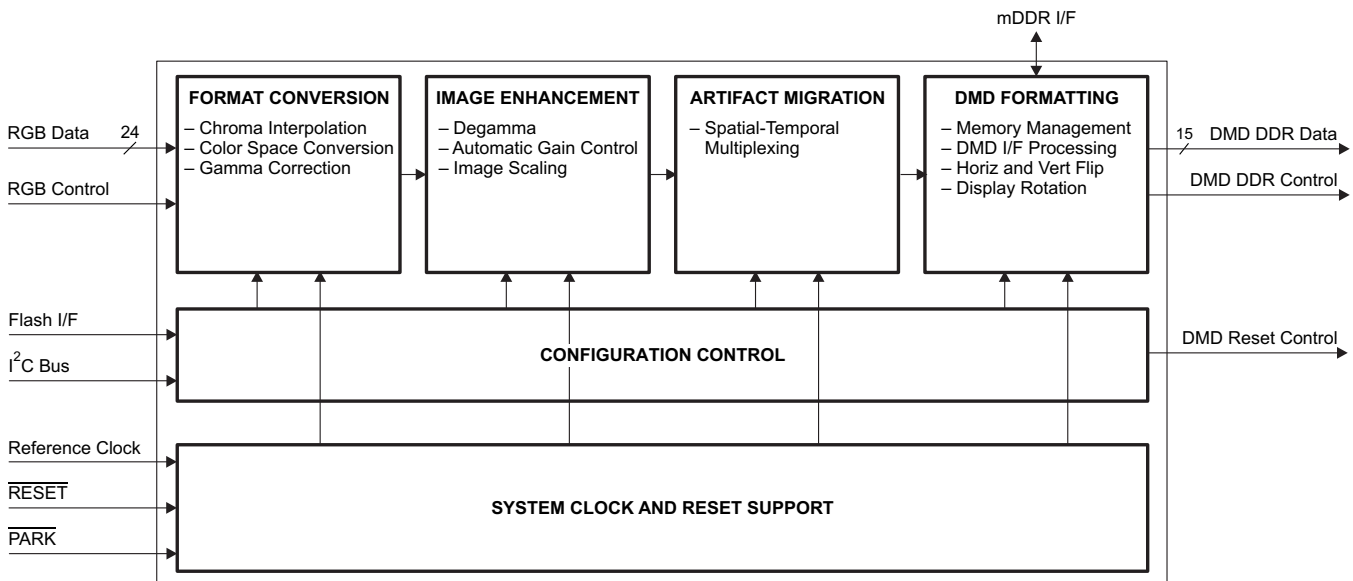 mDDR I/F
FORMAT CONVERSION
– Chroma Interpolation
– Color Space Conversion
– Gamma Correction
IMAGE ENHANCEMENT
– Degamma
– Automatic Gain Control
– Image Scaling
ARTIFACT MIGRATION
– Spatial-Temporal
Multiplexing
DMD FORMATTING
– Memory Management
– DMD I/F Processing
– Horiz and Vert Flip
– Display Rotation
RGB Data 24
RGB Control
15 DMD DDR Data
DMD DDR Control
Flash I/F
I²C Bus
CONFIGURATION CONTROL
DMD Reset Control
Reference Clock
RESET
PARK
SYSTEM CLOCK AND RESET SUPPORT